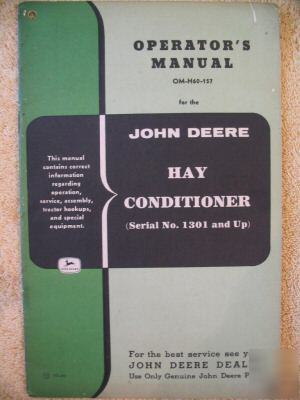 OPERATOR'S
MANUAL
OM-H60-157
for the
JOHN DEERE
HAY
CONDITIONER
(Serial No. 1301 and Up)
This manual
contains correct
information
regarding
operation,
service, assembly,
tractor hookups,
and special
equipment.
JOHN DEERE
For the best service see y
JOHN DEERE DEAL
Use Only Genuine John Deere P